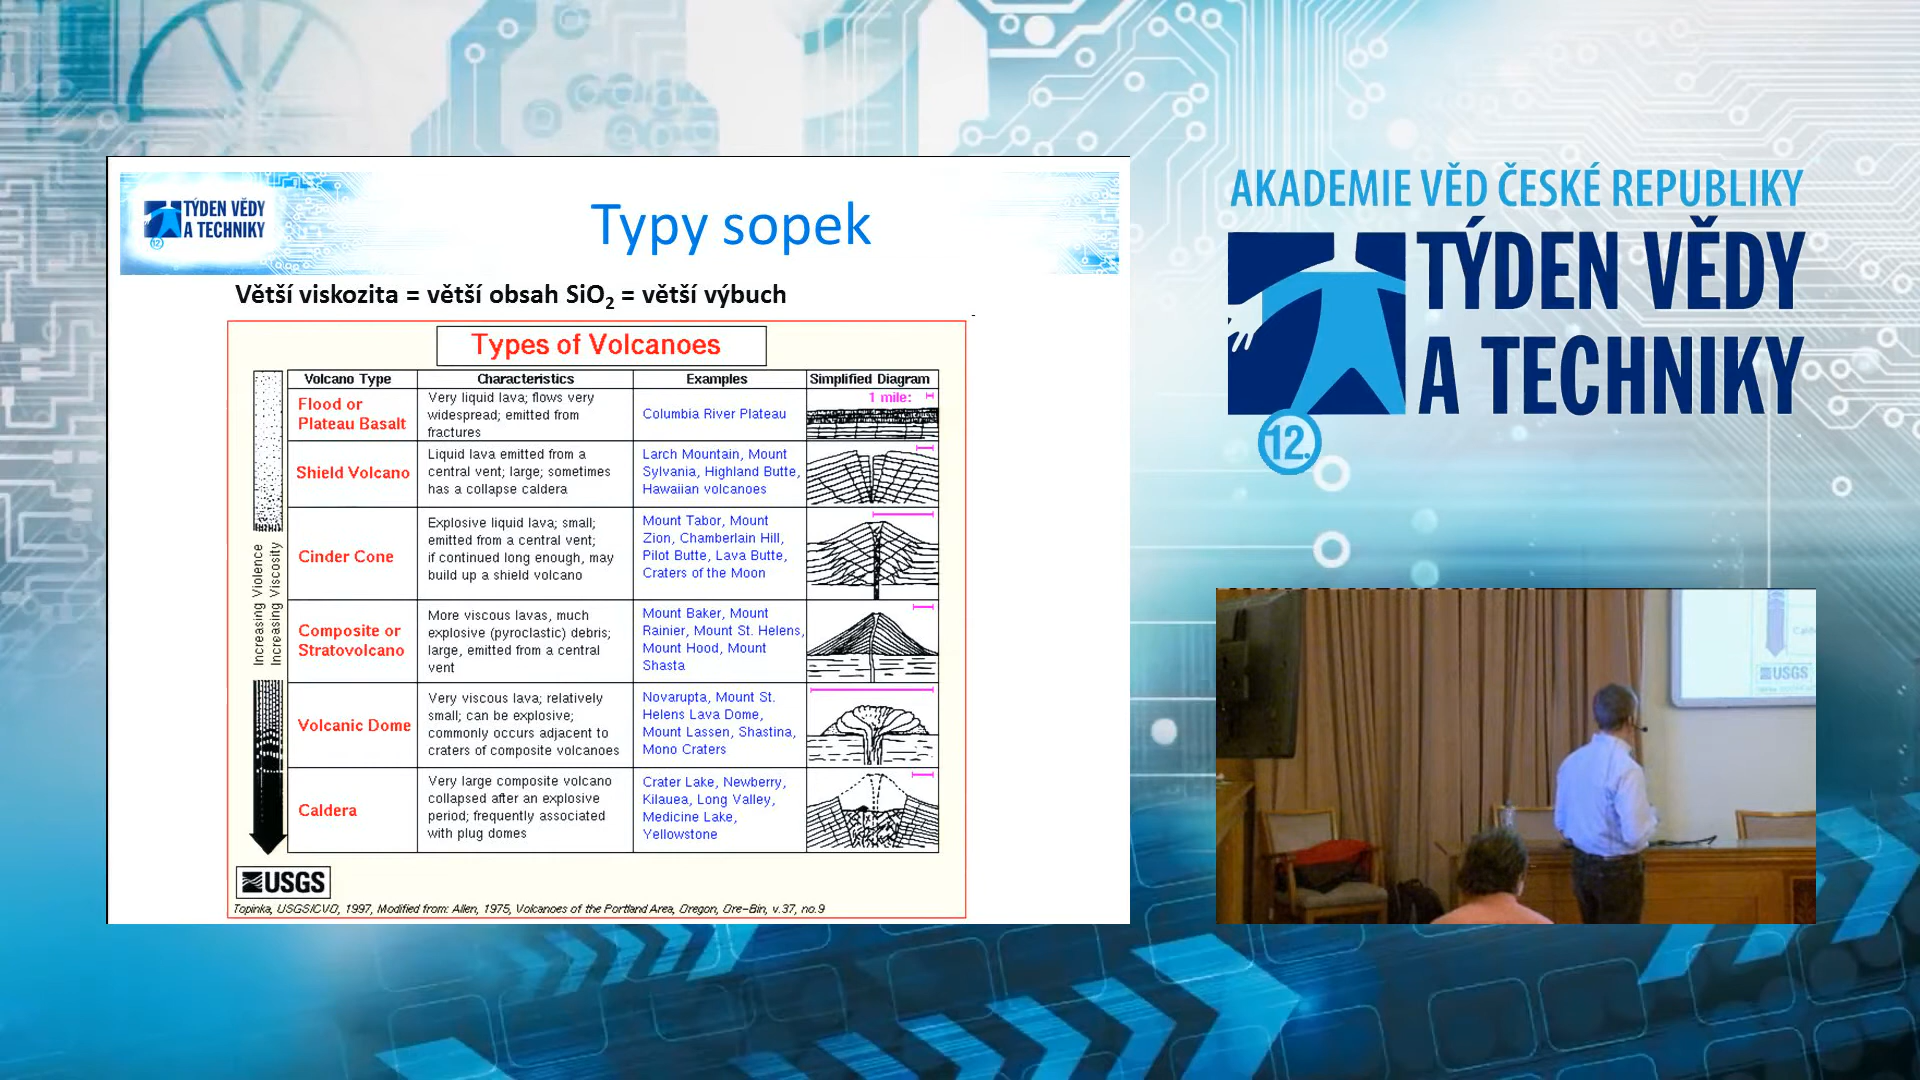 AKADEMIE VĚD ČESKÉ REPUBLIKY
TÝDEN VĚDY
A TECHNIKY
12.
TÝDEN VĚDY
A TECHNIKY
12.
Typy sopek
Větší viskozita = větší obsah SiO2 = větší výbuch
Types of Volcanoes
Volcano Type Characteristics Examples Simplified Diagram
1 mile:
Flood or
Plateau Basalt
Very liquid lava; flows very
widespread; emitted from
fractures
Columbia River Plateau
Shield Volcano
Liquid lava emitted from a
central vent; large; sometimes
has a collapse caldera
Larch Mountain, Mount
Sylvania, Highland Butte,
Hawaiian volcanoes
Cinder Cone
Explosive liquid lava; small;
emitted from a central vent;
if continued long enough, may
build up a shield volcano
Mount Tabor, Mount
Zion, Chamberlain Hill,
Pilot Butte, Lava Butte,
Craters of the Moon
Composite or
Stratovolcano
More viscous lavas, much
explosive (pyroclastic) debris;
large, emitted from a central
vent
Mount Baker, Mount
Rainier, Mount St. Helens,
Mount Hood, Mount
Shasta
Volcanic Dome
Very viscous lava; relatively
small; can be explosive;
commonly occurs adjacent to
craters of composite volcanoes
Novarupta, Mount St.
Helens Lava Dome,
Mount Lassen, Shastina,
Mono Craters
Caldera
Very large composite volcano
collapsed after an explosive
period; frequently associated
with plug domes
Crater Lake, Newberry,
Kilauea, Long Valley,
Medicine Lake,
Yellowstone
Increasing Violence
Increasing Viscosity
USGS
Topinka, USGS/CVO, 1997, Modified from: Allen, 1975, Volcanoes of the Portland Area, Oregon, Ore-Bin, v.37, no.9
USGS